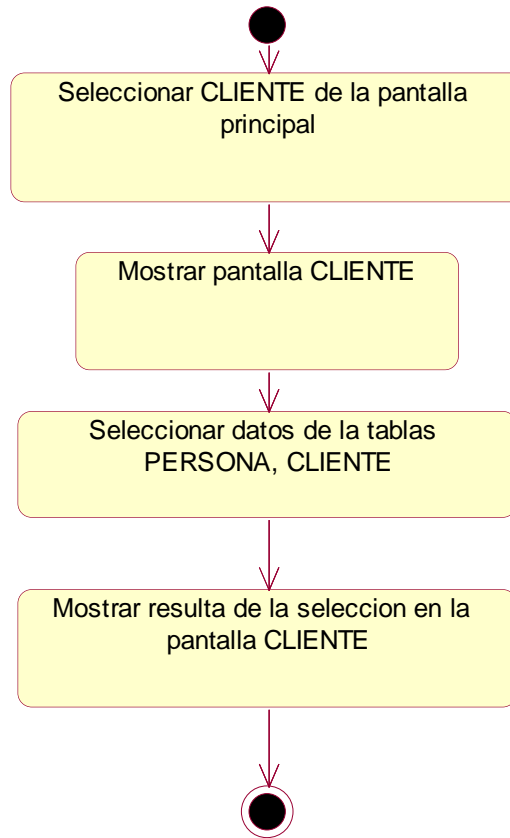 Seleccionar CLIENTE de la pantalla
principal
Mostrar pantalla CLIENTE
Seleccionar datos de la tablas
PERSONA, CLIENTE
Mostrar resulta de la seleccion en la
pantalla CLIENTE